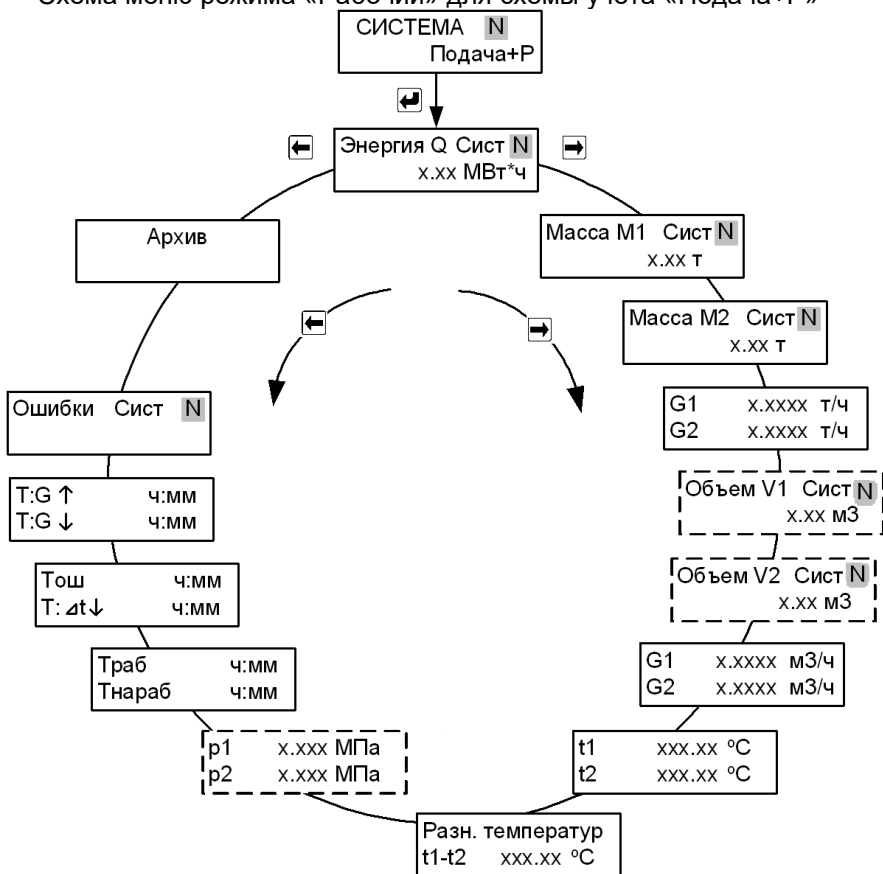 Схема меню режима «Рабочий» для схемы учета «Подача+Р»
СИСТЕМА N
Подача+Р
Энергия Q Сист N
x.xx МВт*ч
Масса М1 Сист N
x.xx т
Масса М2 Сист N
x.xx т
G1 x.xxxx т/ч
G2 x.xxxx т/ч
Объем V1 Сист N
x.xx м3
Объем V2 Сист N
x.xx м3
G1 x.xxxx м3/ч
G2 x.xxxx м3/ч
t1 xxx.xx ºC
t2 xxx.xx ºC
Разн. температур
t1-t2 xxx.xx ºC
p1 x.xxx МПа
p2 x.xxx МПа
Траб ч:мм
Тнараб ч:мм
Тош ч:мм
Т: ⊿t↓ ч:мм
T:G ↑ ч:мм
T:G ↓ ч:мм
Ошибки Сист N
Архив